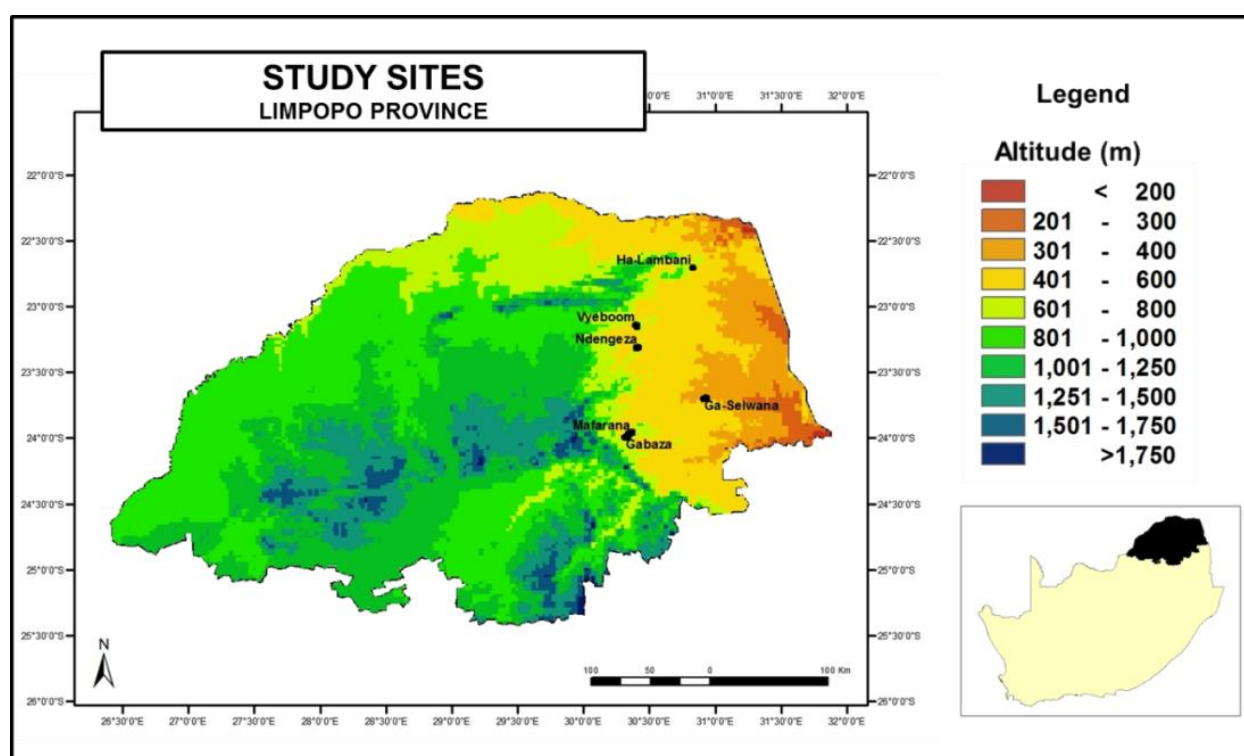 STUDY SITES
LIMPOPO PROVINCE
0'0"E 31°0'0"E 31°30'0"E 32°0'0"E
22°0'0"S 22°0'0"S
22°30'0"S 22°30'0"S
23°0'0"S 23°0'0"S
23°30'0"S 23°30'0"S
24°0'0"S 24°0'0"S
24°30'0"S 24°30'0"S
25°0'0"S 25°0'0"S
25°30'0"S 25°30'0"S
26°0'0"S 26°0'0"S
Ha-Lambani
Vyeboom
Ndengeza
Ga-Selwana
Mafarana
Gabaza
N
100 50 0 100 Km
26°30'0"E 27°0'0"E 27°30'0"E 28°0'0"E 28°30'0"E 29°0'0"E 29°30'0"E 30°0'0"E 30°30'0"E 31°0'0"E 31°30'0"E 32°0'0"E
Legend
Altitude (m)
< 200
201 - 300
301 - 400
401 - 600
601 - 800
801 - 1,000
1,001 - 1,250
1,251 - 1,500
1,501 - 1,750
>1,750